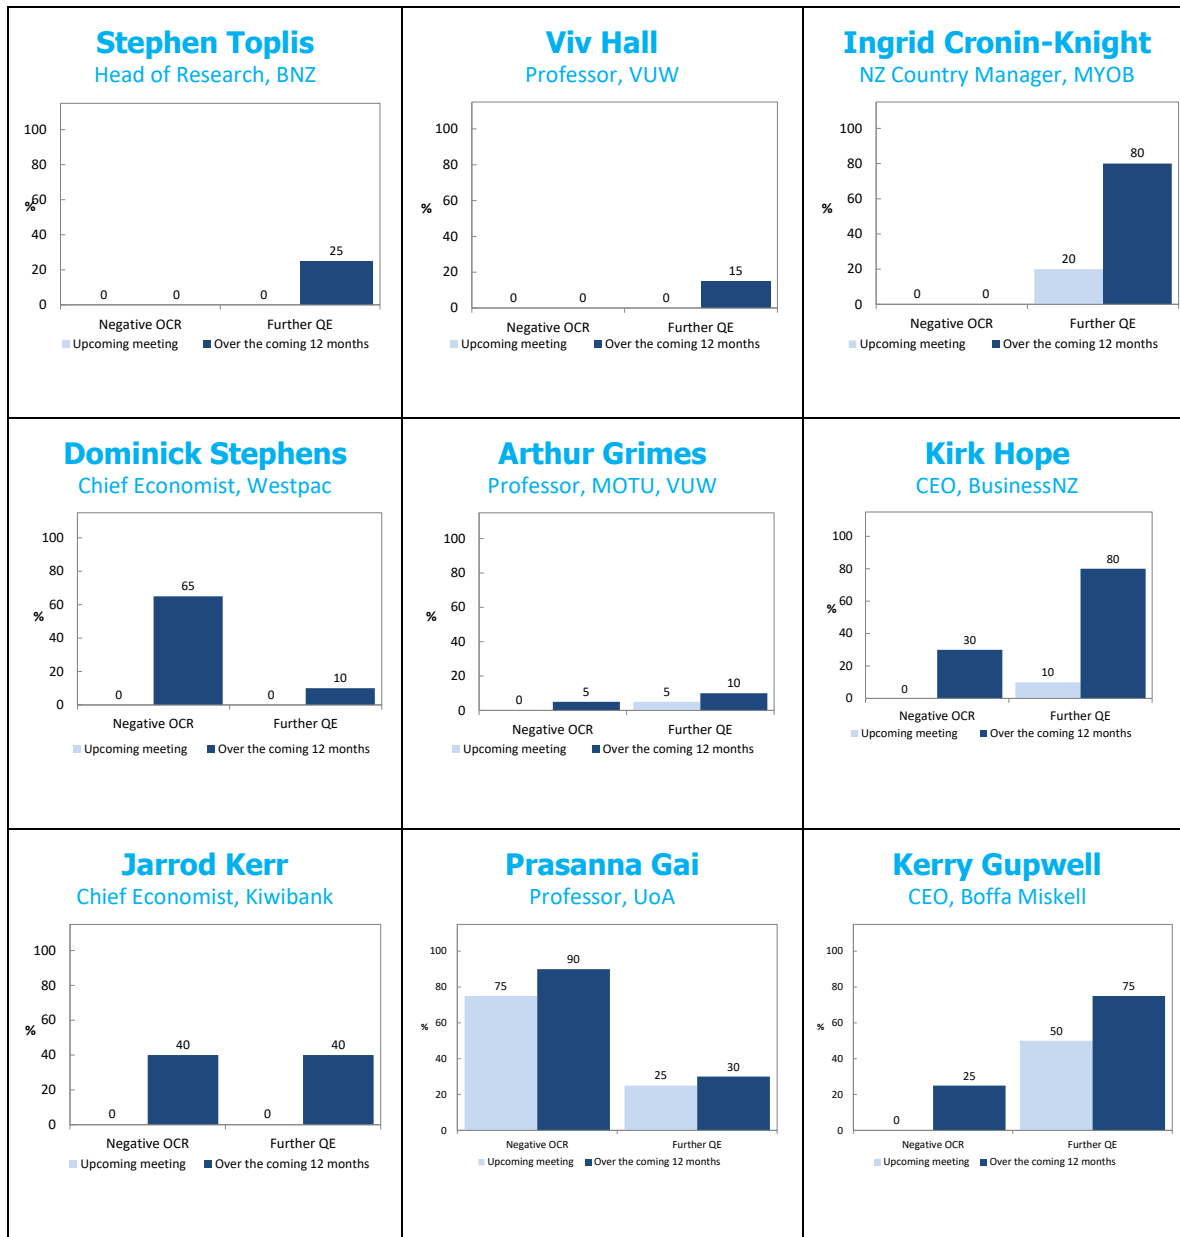 Stephen Toplis
Head of Research, BNZ
100
80
60
%
40
20
0
25
0
0
0
Negative OCR
Further QE
Upcoming meeting
Over the coming 12 months
Viv Hall
Professor, VUW
100
80
60
%
40
20
0
15
0
0
0
Negative OCR
Further QE
Upcoming meeting
Over the coming 12 months
Ingrid Cronin-Knight
NZ Country Manager, MYOB
100
80
60
%
40
20
0
80
20
0
0
Negative OCR
Further QE
Upcoming meeting
Over the coming 12 months
Dominick Stephens
Chief Economist, Westpac
100
80
60
%
40
20
0
65
10
0
0
Negative OCR
Further QE
Upcoming meeting
Over the coming 12 months
Arthur Grimes
Professor, MOTU, VUW
100
80
60
%
40
20
0
0
5
5
10
Negative OCR
Further QE
Upcoming meeting
Over the coming 12 months
Kirk Hope
CEO, BusinessNZ
100
80
60
%
40
20
0
0
30
10
80
Negative OCR
Further QE
Upcoming meeting
Over the coming 12 months
Jarrod Kerr
Chief Economist, Kiwibank
100
80
60
%
40
20
0
0
40
0
40
Negative OCR
Further QE
Upcoming meeting
Over the coming 12 months
Prasanna Gai
Professor, UoA
100
80
60
%
40
20
0
75
90
25
30
Negative OCR
Further QE
Upcoming meeting
Over the coming 12 months
Kerry Gupwell
CEO, Boffa Miskell
100
80
60
%
40
20
0
0
25
50
75
Negative OCR
Further QE
Upcoming meeting
Over the coming 12 months